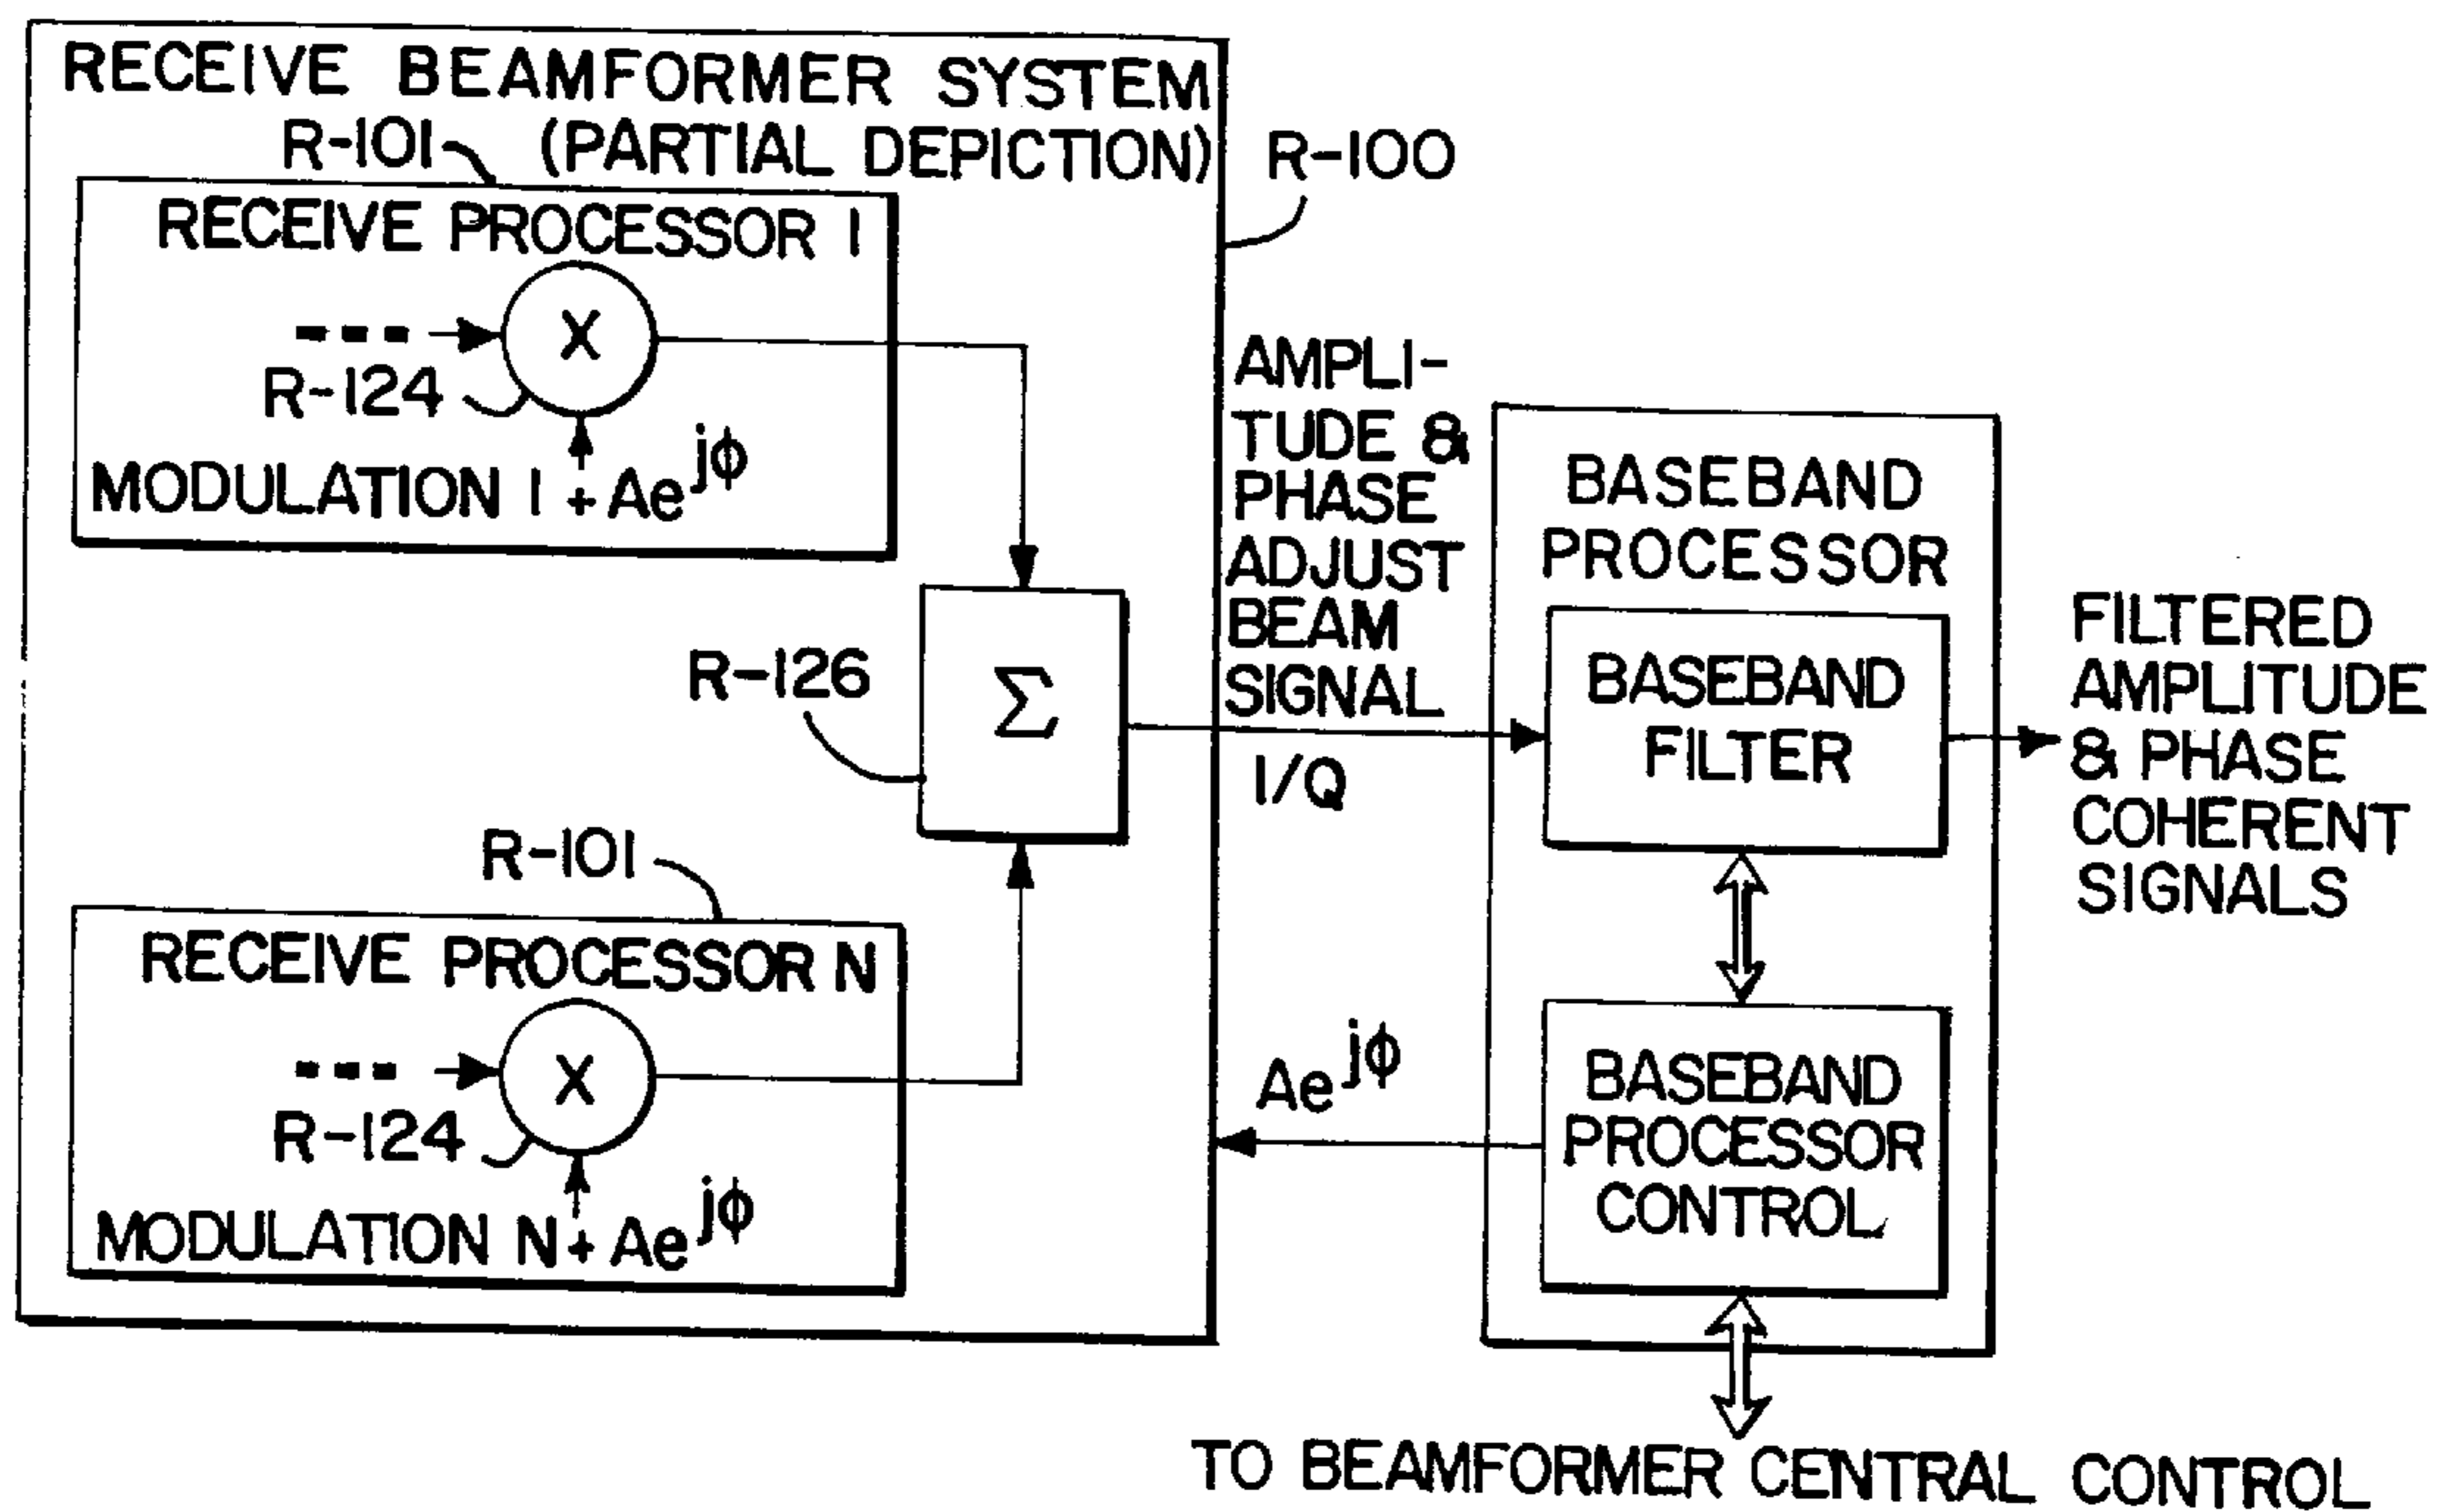 RECEIVE BEAMFORMER SYSTEM
(PARTIAL DEPICTION)
R-101
R-100
RECEIVE PROCESSOR 1
X
R-124
MODULATION 1 + Ae^jϕ
R-126
Σ
R-101
RECEIVE PROCESSOR N
X
R-124
MODULATION N + Ae^jϕ
AMPLI-
TUDE &
PHASE
ADJUST
BEAM
SIGNAL
I/Q
Ae^jϕ
BASEBAND
PROCESSOR
BASEBAND
FILTER
BASEBAND
PROCESSOR
CONTROL
FILTERED
AMPLITUDE
& PHASE
COHERENT
SIGNALS
TO BEAMFORMER CENTRAL CONTROL